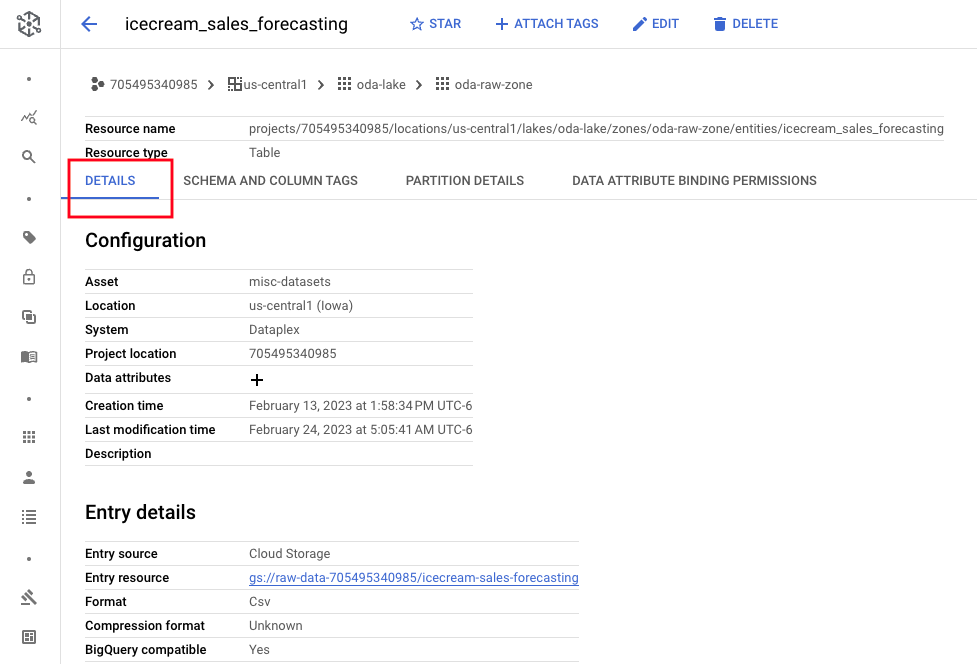 icecream_sales_forecasting STAR ATTACH TAGS EDIT DELETE
705495340985 us-central1 oda-lake oda-raw-zone
Resource name projects/705495340985/locations/us-central1/lakes/oda-lake/zones/oda-raw-zone/entities/icecream_sales_forecasting
Resource type Table
DETAILS SCHEMA AND COLUMN TAGS PARTITION DETAILS DATA ATTRIBUTE BINDING PERMISSIONS
Configuration
Asset misc-datasets
Location us-central1 (Iowa)
System Dataplex
Project location 705495340985
Data attributes
Creation time February 13, 2023 at 1:58:34 PM UTC-6
Last modification time February 24, 2023 at 5:05:41 AM UTC-6
Description
Entry details
Entry source Cloud Storage
Entry resource gs://raw-data-705495340985/icecream-sales-forecasting
Format Csv
Compression format Unknown
BigQuery compatible Yes